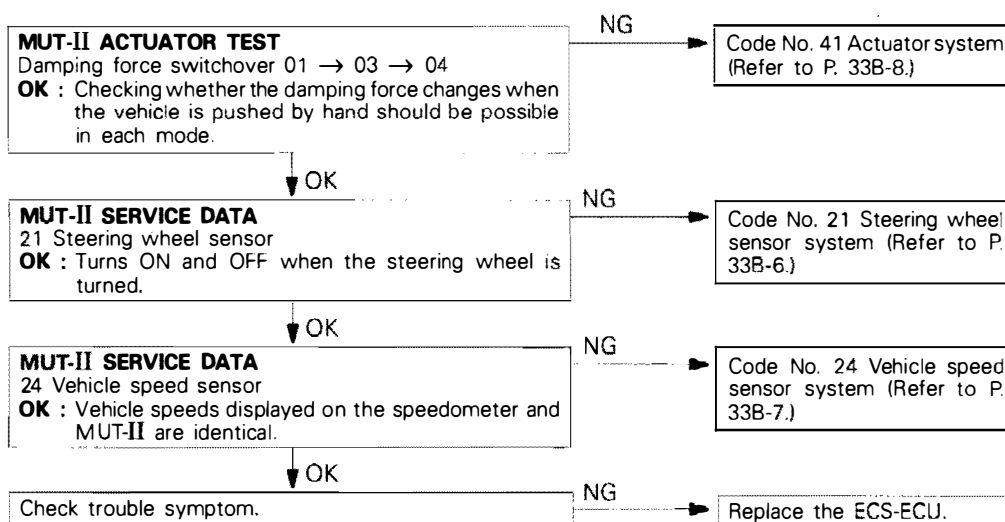 MUT-II ACTUATOR TEST
Damping force switchover 01 → 03 → 04
OK : Checking whether the damping force changes when
the vehicle is pushed by hand should be possible
in each mode.
NG
Code No. 41 Actuator system
(Refer to P. 33B-8.)
OK
MUT-II SERVICE DATA
21 Steering wheel sensor
OK : Turns ON and OFF when the steering wheel is
turned.
NG
Code No. 21 Steering wheel
sensor system (Refer to P.
33B-6.)
OK
MUT-II SERVICE DATA
24 Vehicle speed sensor
OK : Vehicle speeds displayed on the speedometer and
MUT-II are identical.
NG
Code No. 24 Vehicle speed
sensor system (Refer to P.
33B-7.)
OK
Check trouble symptom.
NG
Replace the ECS-ECU.